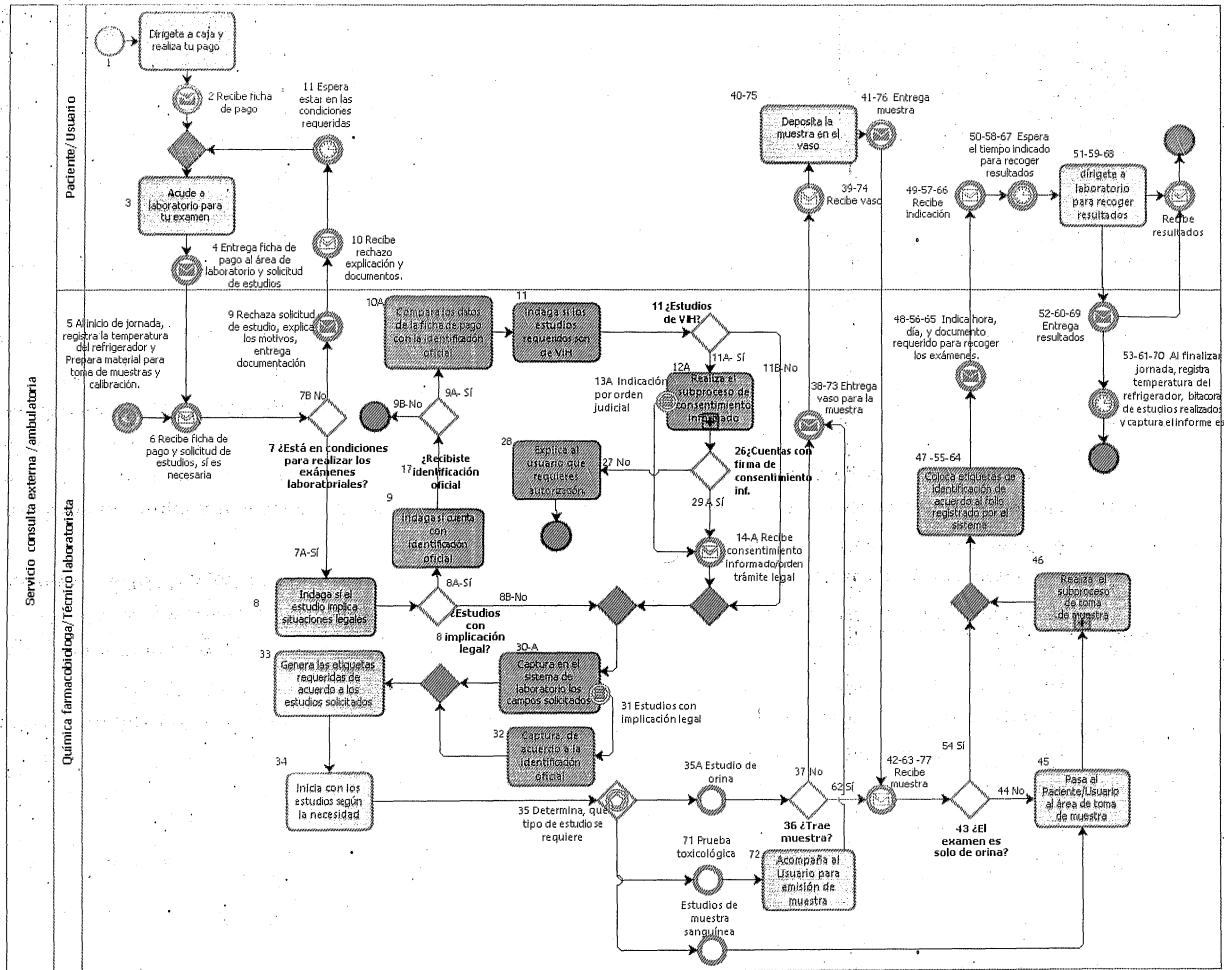 Servicio consulta externa / ambulatoria
Paciente/ Usuario
Química farmacobiologa/Técnico laboratorista
1
Dirígete a caja y
realiza tu pago
2 Recibe ficha
de pago
11 Espera
estar en las
condiciones
requeridas
3
Acude a
laboratorio para
tu examen
4 Entrega ficha de
pago al área de
laboratorio y solicitud
de estudios
10 Recibe
rechazo
explicación y
documentos.
40-75
Deposita la
muestra en el
vaso
41-76 Entrega
muestra
39-74
Recibe vaso
50-58-67 Espera
el tiempo indicado
para recoger
resultados
49-57-66
Recibe
indicación
51-59-68
dirígete a
laboratorio
para recoger
resultados
Recibe
resultados
5 Al inicio de jornada,
registra la temperatura
del refrigerador y
Prepara material para
toma de muestras y
calibración.
6 Recibe ficha de
pago y solicitud de
estudios, sí es
necesaria
9 Rechaza solicitud
de estudio, explica
los motivos,
entrega
documentación
7B No
7 ¿Está en condiciones
para realizar los
exámenes
laboratoriales?
7A-Sí
8
Indaga si el
estudio implica
situaciones legales
8A-Sí
8B-No
¿Estudios
con
8 implicación
legal?
9
Indaga si cuenta
con
identificación
oficial
17
¿Recibiste
identificación
oficial
9B-No
9A- Sí
10A
Compara los datos
de la ficha de pago
con la identificación
oficial
11
Indaga si los
estudios
requeridos son
de VIH
11 ¿Estudios
de VIH?
11A- Sí
11B-No
12A
Realiza el
subproceso de
consentimiento
informado
13A Indicación
por orden
judicial
26¿Cuentas con
firma de
consentimiento
inf.
27 No
28
Explica al
usuario que
requieres
autorización.
29 A Sí
14-A Recibe
consentimiento
informado/orden
trámite legal
30-A
Captura en el
sistema de
laboratorio los
campos solicitados
31 Estudios con
implicación legal
32
Captura, de
acuerdo a la
identificación
oficial
33
Genera las etiquetas
requeridas de
acuerdo a los
estudios solicitados
34
Inicia con los
estudios según
la necesidad
35 Determina, que
tipo de estudio se
requiere
35A Estudio de
orina
37 No
62 Sí
36 ¿Trae
muestra?
38-73 Entrega
vaso para la
muestra
71 Prueba
toxicológica
72
Acompaña al
Usuario para
emisión de
muestra
Estudios de
muestra
sanguínea
42-63 -77
Recibe
muestra
43 ¿El
examen es
solo de orina?
44 No
54 Sí
45
Pasa al
Paciente/Usuario
al área de toma
de muestra
46
Realiza el
subproceso
de toma
de muestra
47 -55-64
Coloca etiquetas de
identificación de
acuerdo al folio
registrado por el
sistema
48-56-65 Indica hora,
día, y documento
requerido para recoger
los exámenes.
52-60-69
Entrega
resultados
53-61-70 Al finalizar
jornada, registra
temperatura del
refrigerador, bitacora
de estudios realizados
y captura el informe es